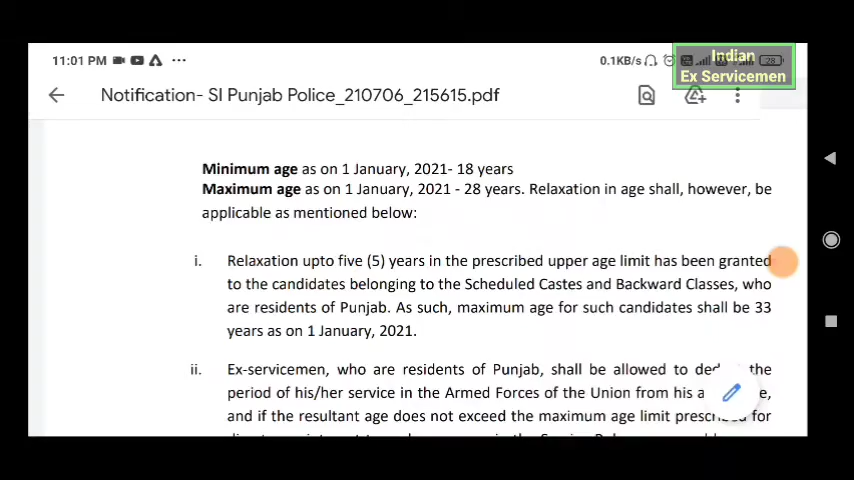 11:01 PM
0.1KB/s
28
Indian
Ex Servicemen
Notification- SI Punjab Police_210706_215615.pdf
Minimum age as on 1 January, 2021- 18 years
Maximum age as on 1 January, 2021 - 28 years. Relaxation in age shall, however, be
applicable as mentioned below:
i. Relaxation upto five (5) years in the prescribed upper age limit has been granted
to the candidates belonging to the Scheduled Castes and Backward Classes, who
are residents of Punjab. As such, maximum age for such candidates shall be 33
years as on 1 January, 2021.
ii. Ex-servicemen, who are residents of Punjab, shall be allowed to the
period of his/her service in the Armed Forces of the Union from his
and if the resultant age does not exceed the maximum age limit for